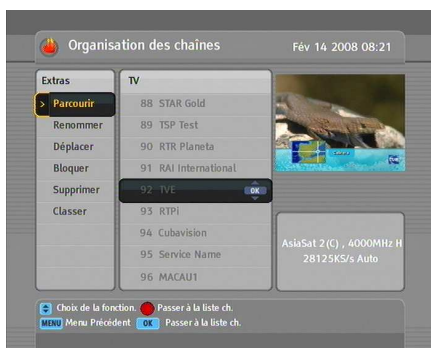 Organisation des chaînes
Fév 14 2008 08:21
Extras
TV
Parcourir
Renommer
Déplacer
Bloquer
Supprimer
Classer
88 STAR Gold
89 TSP Test
90 RTR Planeta
91 RAI International
92 TVE OK
93 RTPi
94 Cubavision
95 Service Name
96 MACAU1
AsiaSat 2(C) , 4000MHz H
28125KS/s Auto
Choix de la fonction. Passer à la liste ch.
MENU Menu Précédent OK Passer à la liste ch.